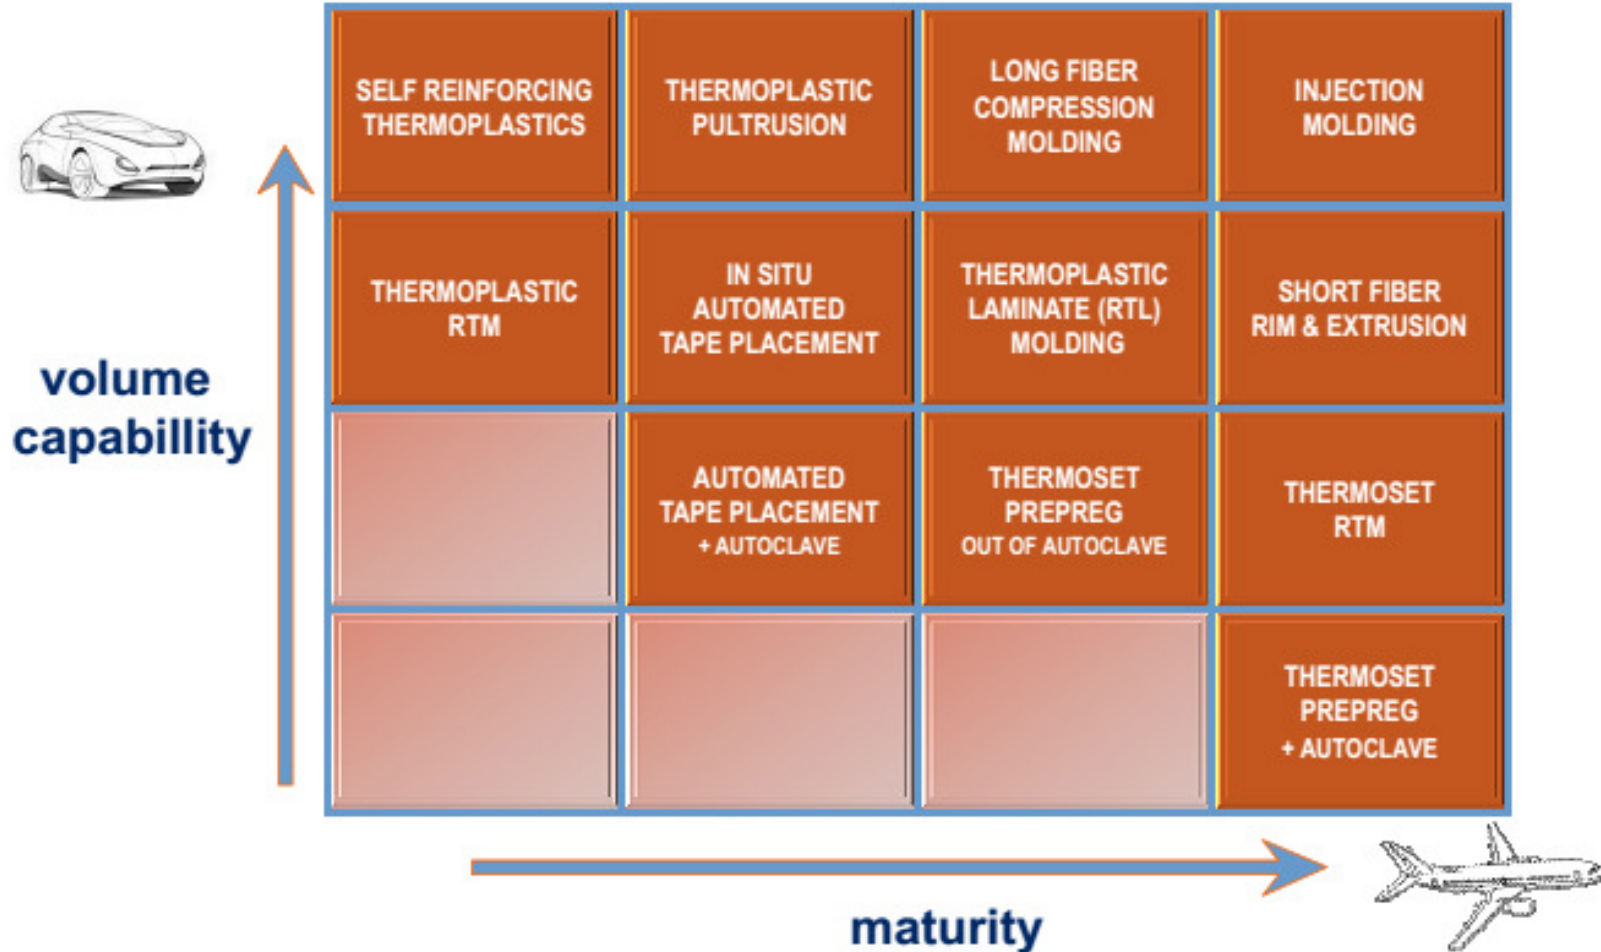 SELF REINFORCING
THERMOPLASTICS
THERMOPLASTIC
PULTRUSION
LONG FIBER
COMPRESSION
MOLDING
INJECTION
MOLDING
THERMOPLASTIC
RTM
IN SITU
AUTOMATED
TAPE PLACEMENT
THERMOPLASTIC
LAMINATE (RTL)
MOLDING
SHORT FIBER
RIM & EXTRUSION
volume
capabillity
AUTOMATED
TAPE PLACEMENT
+ AUTOCLAVE
THERMOSET
PREPREG
OUT OF AUTOCLAVE
THERMOSET
RTM
THERMOSET
PREPREG
+ AUTOCLAVE
maturity